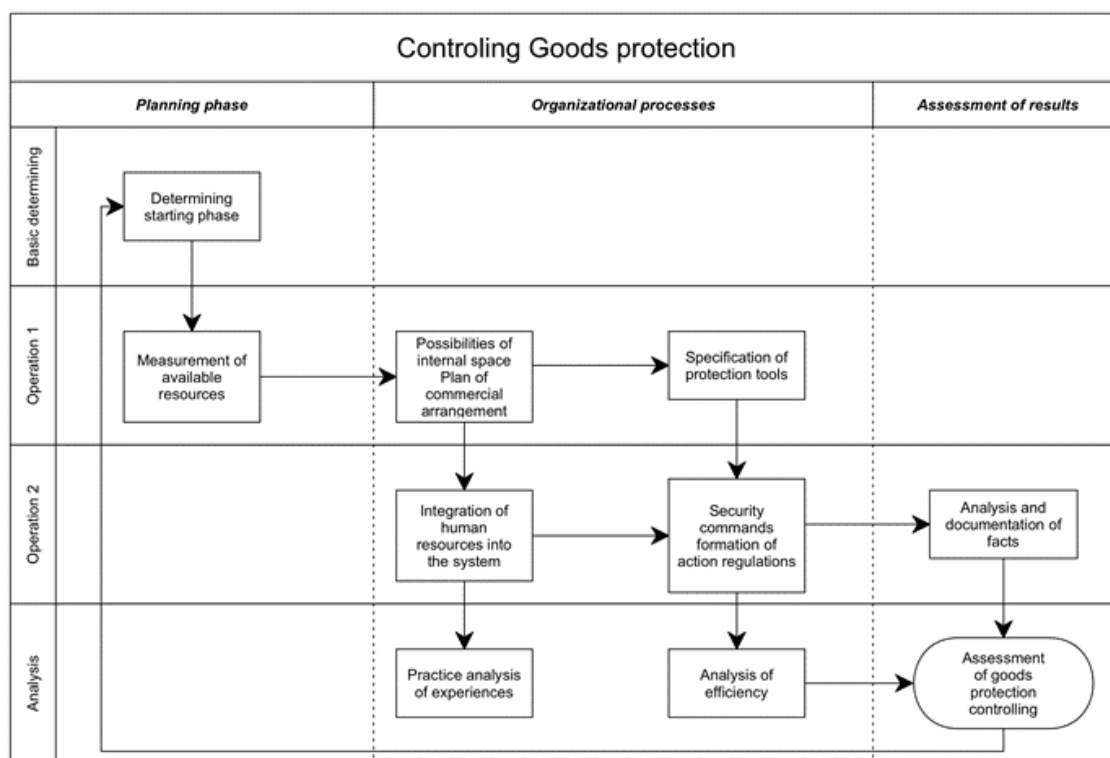 Controling Goods protection
Planning phase
Organizational processes
Assessment of results
Basic determining
Determining
starting phase
Operation 1
Measurement of
available
resources
Possibilities of
internal space
Plan of
commercial
arrangement
Specification of
protection tools
Operation 2
Integration of
human
resources into
the system
Security
commands
formation of
action regulations
Analysis and
documentation of
facts
Analysis
Practice analysis
of experiences
Analysis of
efficiency
Assessment
of goods
protection
controlling